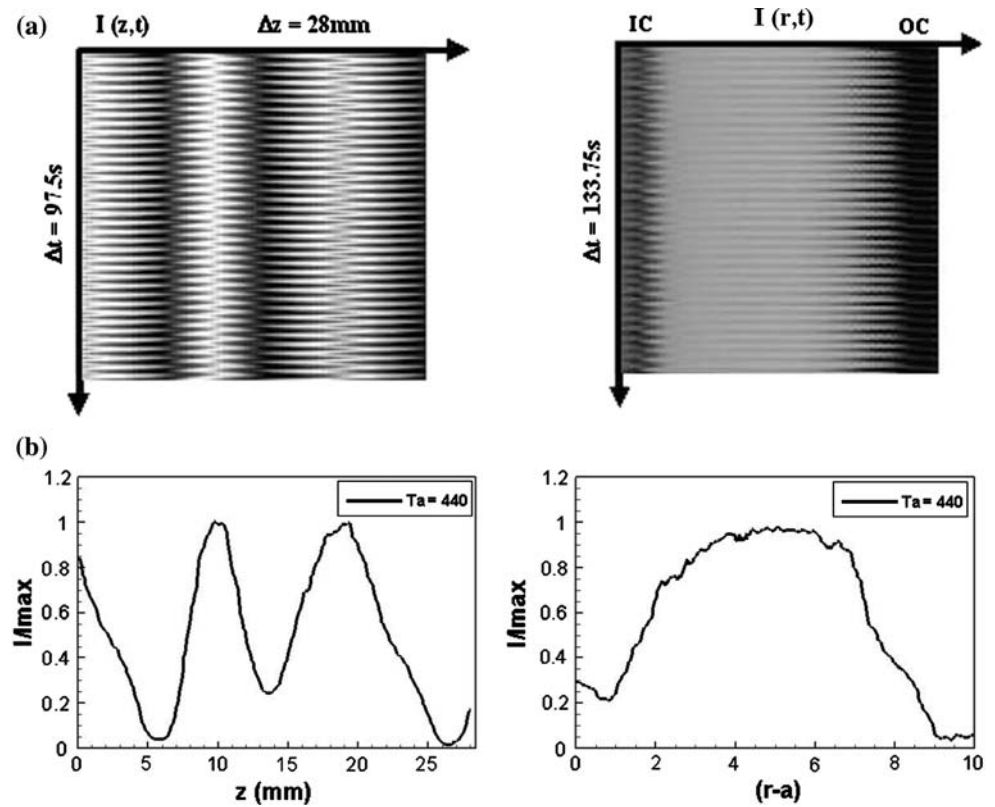 (a)
I (z,t)
Δz = 28mm
Δt = 97.5s
IC
I (r,t)
OC
Δt = 133.75s
(b)
I/Imax
1.2
1
0.8
0.6
0.4
0.2
0
Ta = 440
0 5 10 15 20 25
z (mm)
I/Imax
1.2
1
0.8
0.6
0.4
0.2
0
Ta = 440
0 2 4 6 8 10
(r-a)